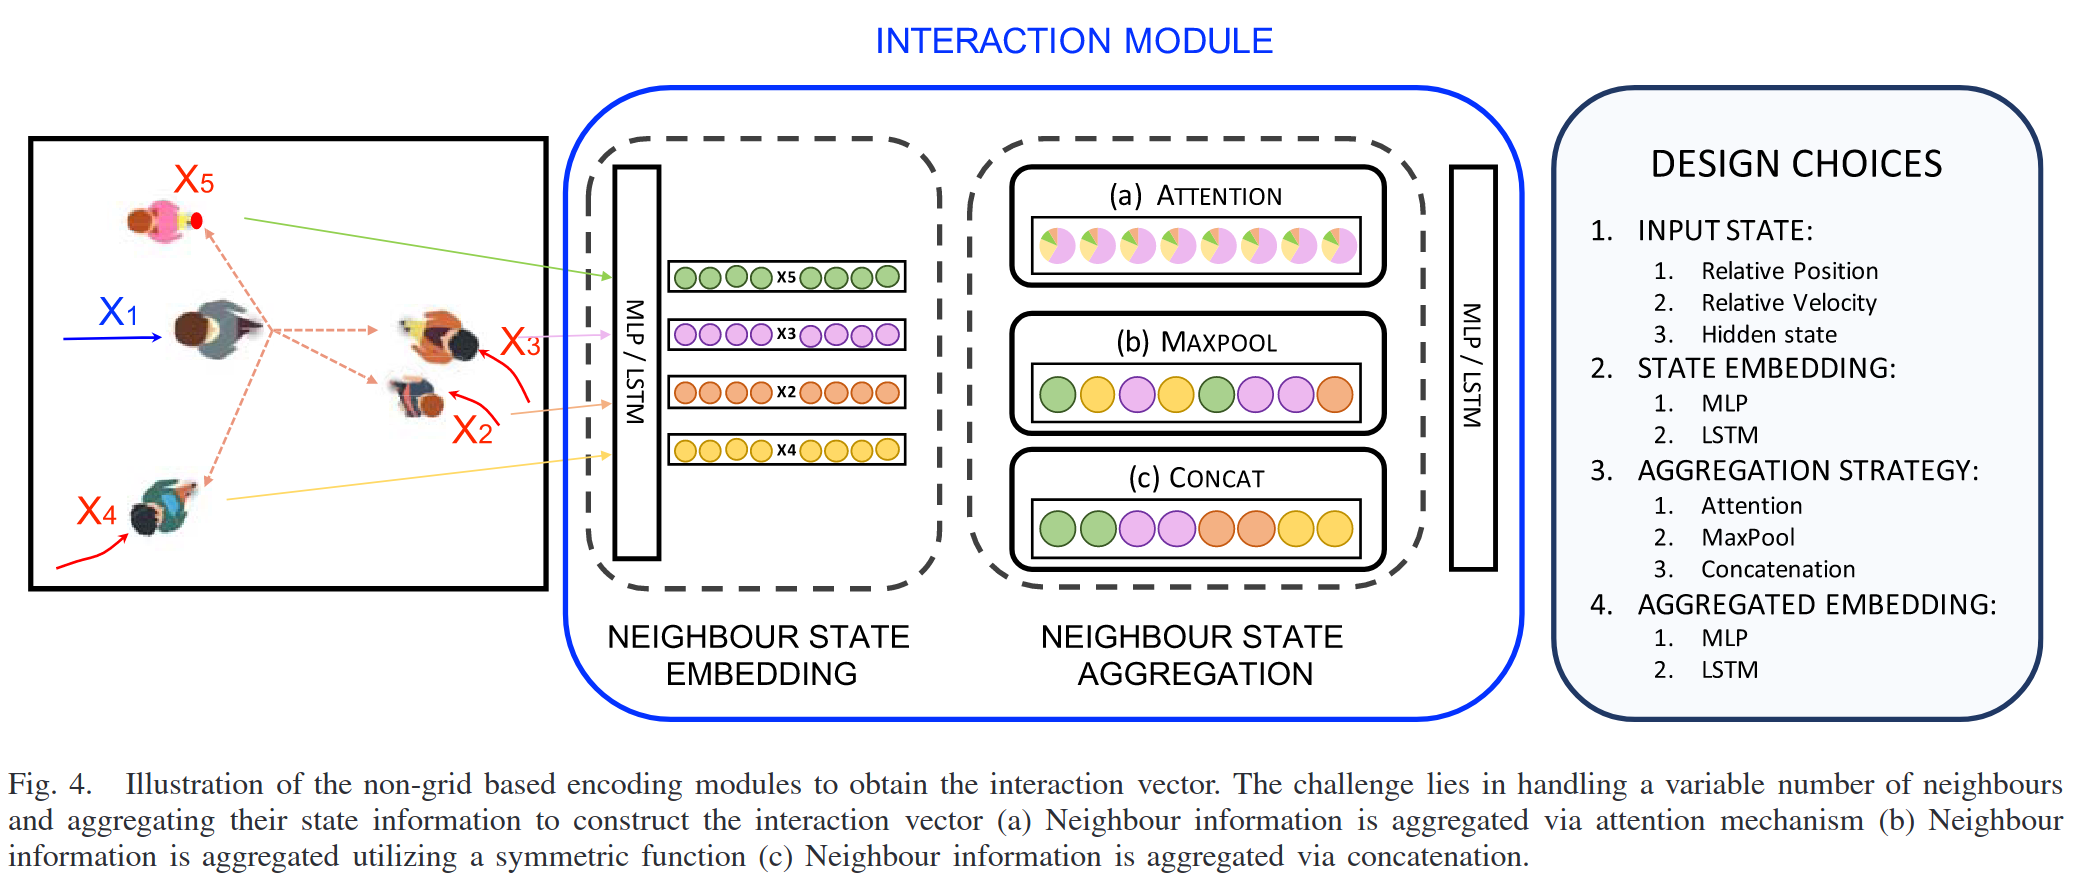 INTERACTION MODULE
X5
X1
X3
X2
X4
MLP / LSTM
X5
X3
X2
X4
NEIGHBOUR STATE
EMBEDDING
(a) ATTENTION
(b) MAXPOOL
(c) CONCAT
NEIGHBOUR STATE
AGGREGATION
MLP / LSTM
DESIGN CHOICES
1. INPUT STATE:
1. Relative Position
2. Relative Velocity
3. Hidden state
2. STATE EMBEDDING:
1. MLP
2. LSTM
3. AGGREGATION STRATEGY:
1. Attention
2. MaxPool
3. Concatenation
4. AGGREGATED EMBEDDING:
1. MLP
2. LSTM
Fig. 4. Illustration of the non-grid based encoding modules to obtain the interaction vector. The challenge lies in handling a variable number of neighbours
and aggregating their state information to construct the interaction vector (a) Neighbour information is aggregated via attention mechanism (b) Neighbour
information is aggregated utilizing a symmetric function (c) Neighbour information is aggregated via concatenation.